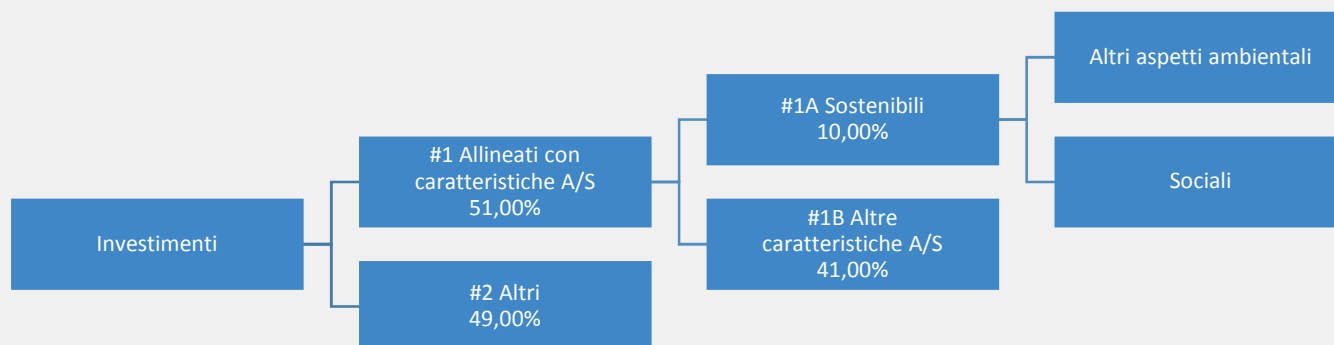 Investimenti
#1 Allineati con
caratteristiche A/S
51,00%
#2 Altri
49,00%
#1A Sostenibili
10,00%
#1B Altre
caratteristiche A/S
41,00%
Altri aspetti ambientali
Sociali